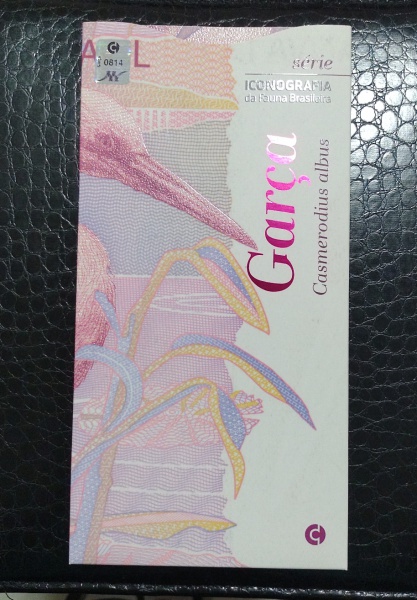 A L
0814
série
ICONOGRAFIA
da Fauna Brasileira
Garça
Casmerodius albus